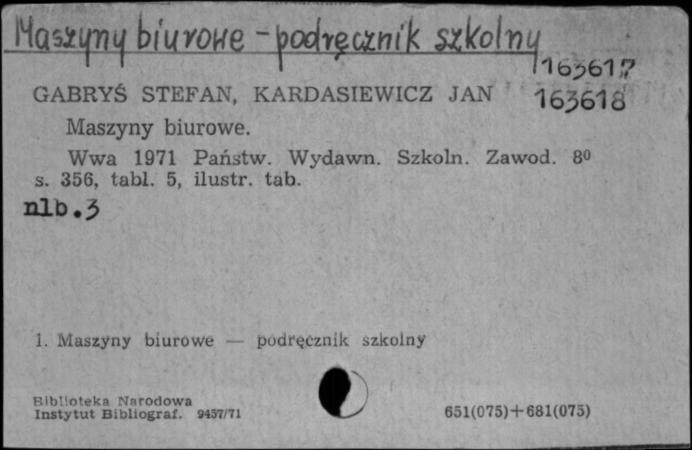 Maszyny biurowe - podręcznik szkolny
163617
GABRYŚ STEFAN, KARDASIEWICZ JAN 163618
Maszyny biurowe.
Wwa 1971 Państw. Wydawn. Szkoln. Zawod. 8⁰
s. 356, tabl. 5, ilustr. tab.
nlb. 3
1. Maszyny biurowe — podręcznik szkolny
Biblioteka Narodowa
Instytut Bibliograf. 9457/71
651(075)+681(075)